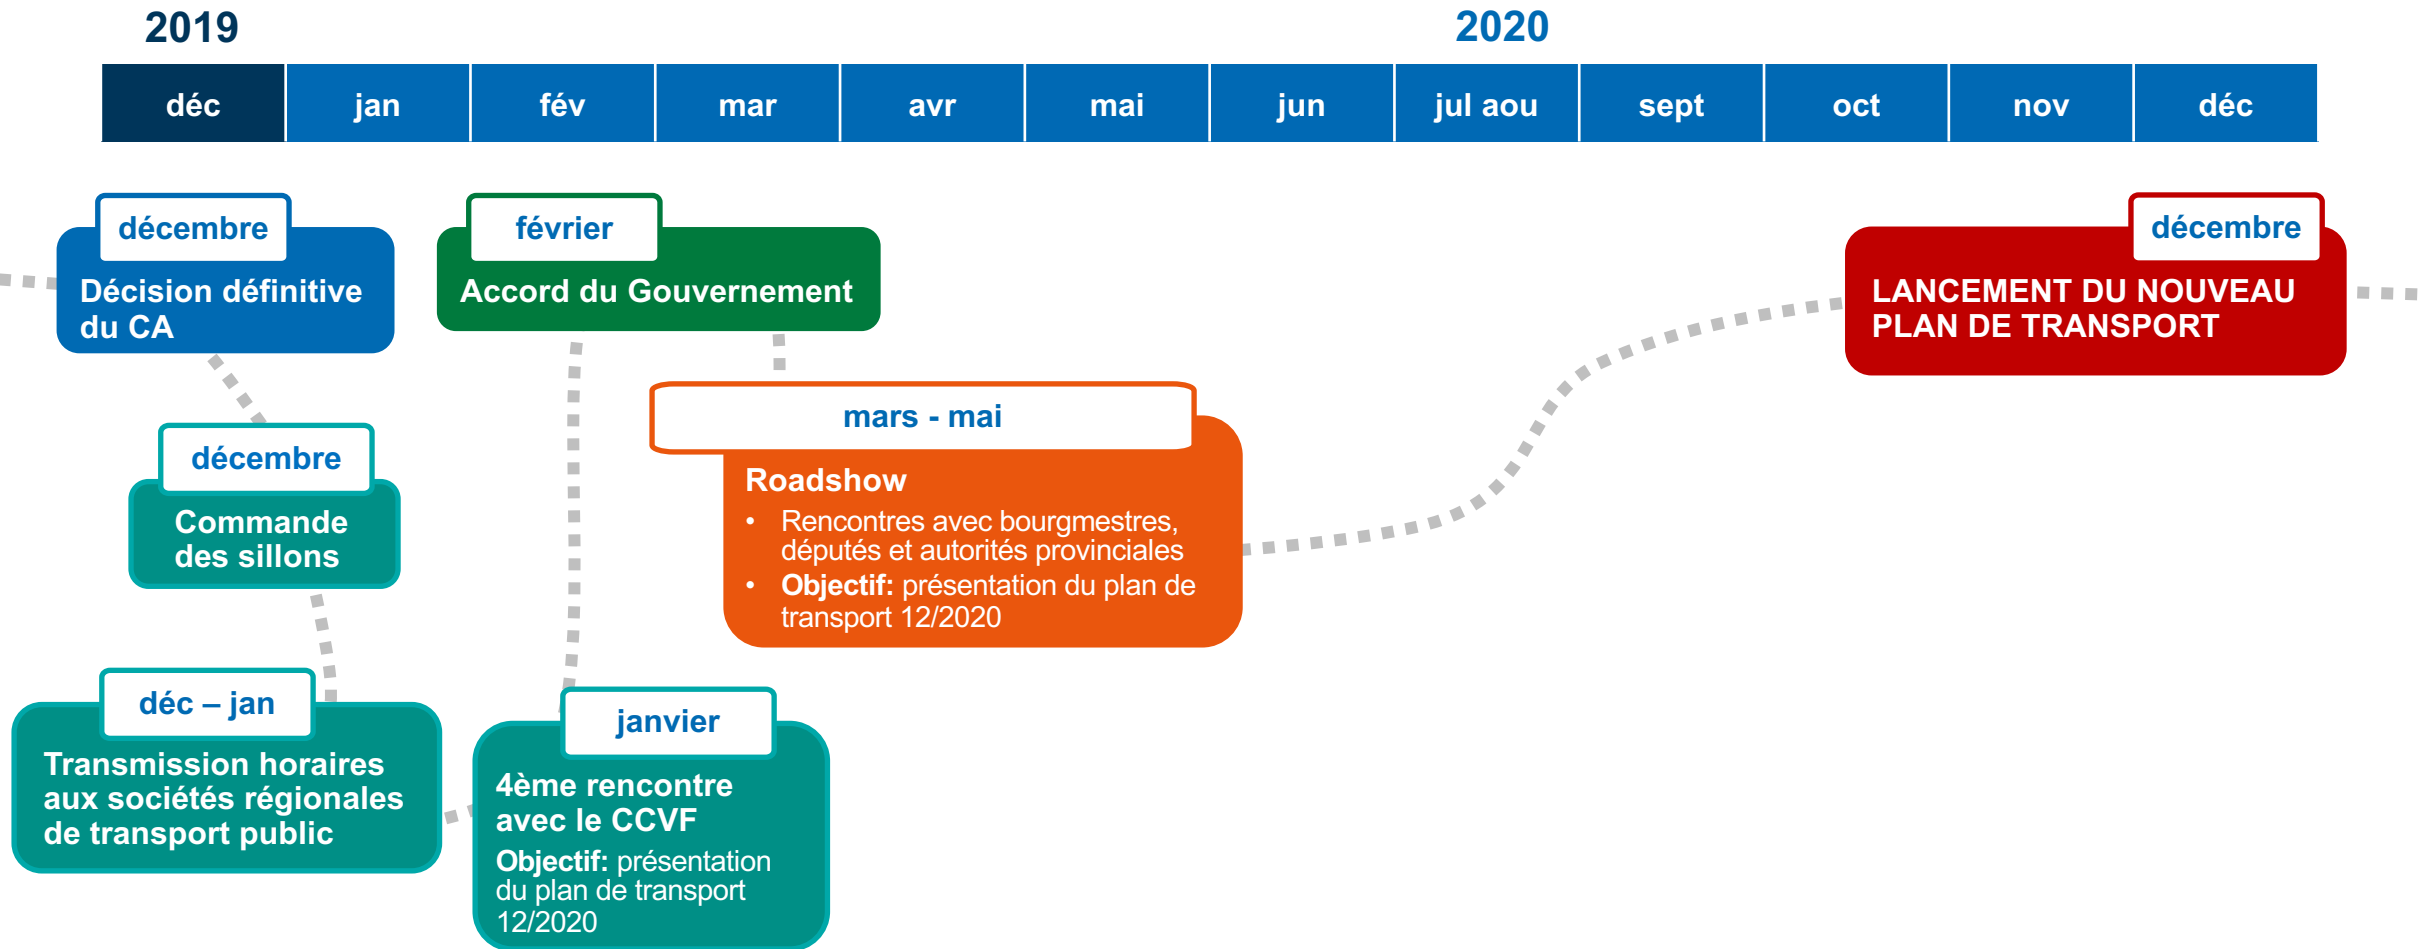 2019
2020
déc
jan
fév
mar
avr
mai
jun
jul aou
sept
oct
nov
déc
décembre
Décision définitive
du CA
décembre
Commande
des sillons
déc – jan
Transmission horaires
aux sociétés régionales
de transport public
janvier
4ème rencontre
avec le CCVF
Objectif: présentation
du plan de transport
12/2020
février
Accord du Gouvernement
mars - mai
Roadshow
• Rencontres avec bourgmestres,
députés et autorités provinciales
• Objectif: présentation du plan de
transport 12/2020
décembre
LANCEMENT DU NOUVEAU
PLAN DE TRANSPORT